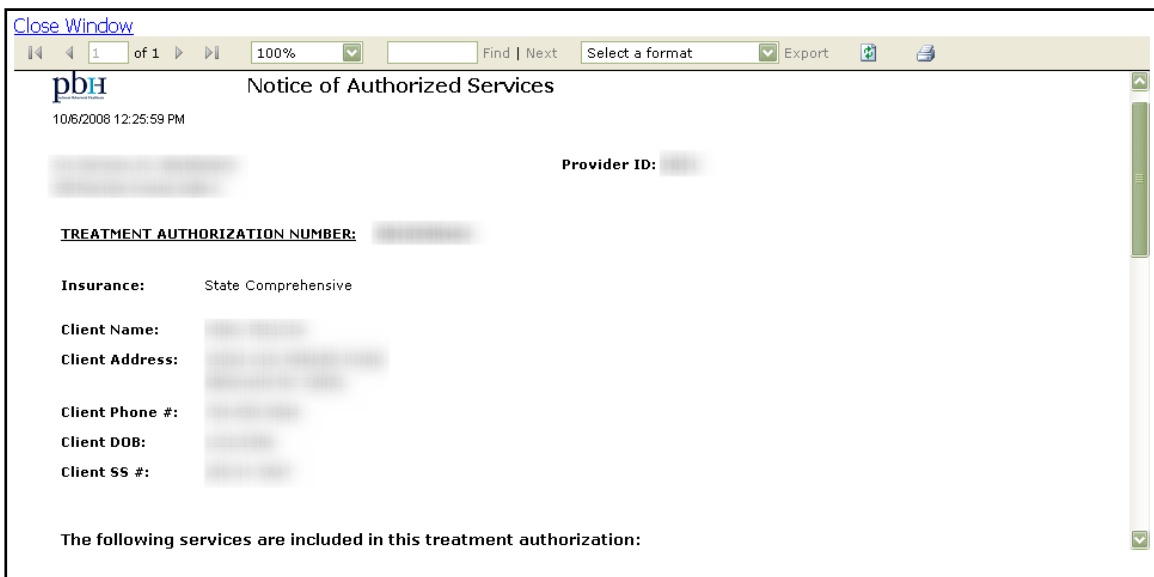 Close Window
1 of 1 100% Find | Next Select a format Export
pbH Notice of Authorized Services
10/6/2008 12:25:59 PM
Provider ID:
TREATMENT AUTHORIZATION NUMBER:
Insurance: State Comprehensive
Client Name:
Client Address:
Client Phone #:
Client DOB:
Client SS #:
The following services are included in this treatment authorization: